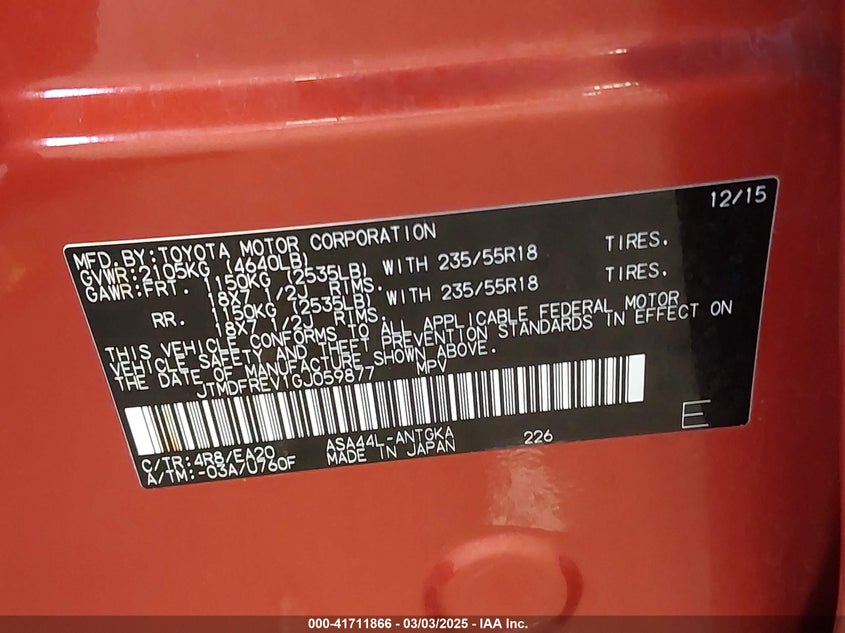 12/15
MFD. BY: TOYOTA MOTOR CORPORATION
GVWR: 2105KG (4640LB)
GAWR: FRT. 1150KG (2535LB) WITH 235/55R18 TIRES.
18X7 1/2J RIMS.
RR. 1150KG (2535LB) WITH 235/55R18 TIRES.
18X7 1/2J RIMS.
THIS VEHICLE CONFORMS TO ALL APPLICABLE FEDERAL MOTOR
VEHICLE SAFETY AND THEFT PREVENTION STANDARDS IN EFFECT ON
THE DATE OF MANUFACTURE SHOWN ABOVE.
JTMDFREV1GJ059877 MPV
C/TR: 4R8/EA20 ASA44L-ANTGKA 226 E
A/TM: -03A/U760F MADE IN JAPAN
000-41711866 - 03/03/2025 - IAA Inc.